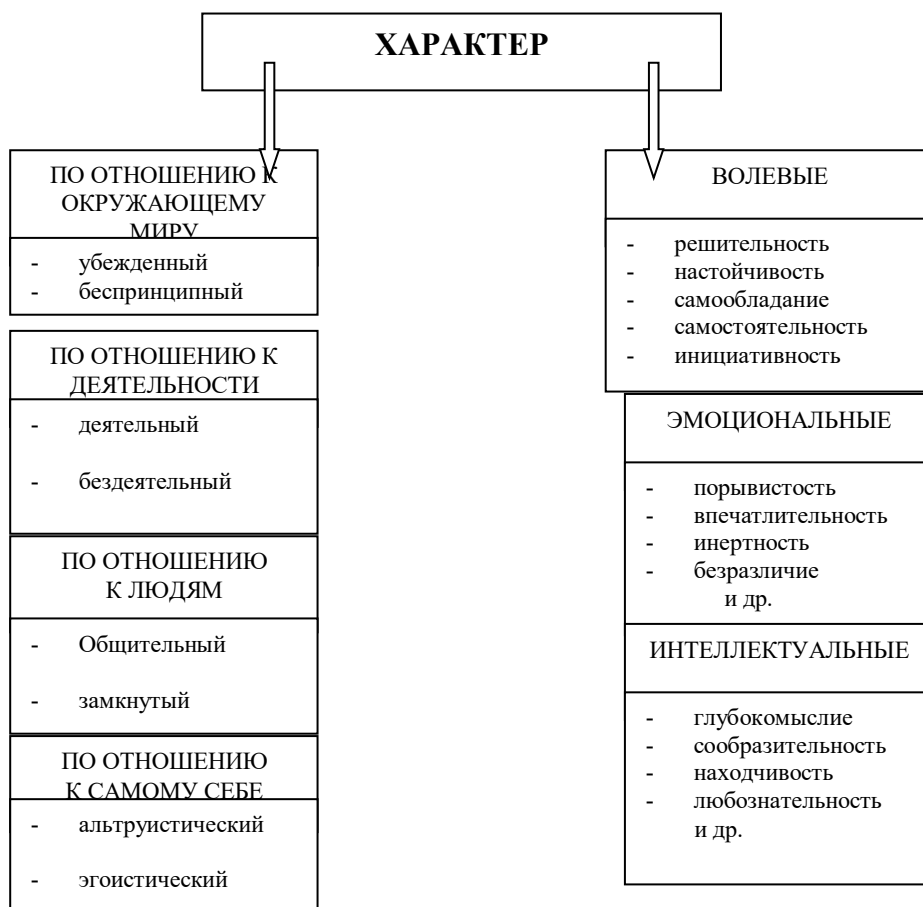 ХАРАКТЕР
ПО ОТНОШЕНИЮ К
ОКРУЖАЮЩЕМУ
МИРУ
- убежденный
- беспринципный
ПО ОТНОШЕНИЮ К
ДЕЯТЕЛЬНОСТИ
- деятельный
- бездеятельный
ПО ОТНОШЕНИЮ
К ЛЮДЯМ
- Общительный
- замкнутый
ПО ОТНОШЕНИЮ
К САМОМУ СЕБЕ
- альтруистический
- эгоистический
ВОЛЕВЫЕ
- решительность
- настойчивость
- самообладание
- самостоятельность
- инициативность
ЭМОЦИОНАЛЬНЫЕ
- порывистость
- впечатлительность
- инертность
- безразличие
и др.
ИНТЕЛЛЕКТУАЛЬНЫЕ
- глубокомыслие
- сообразительность
- находчивость
- любознательность
и др.